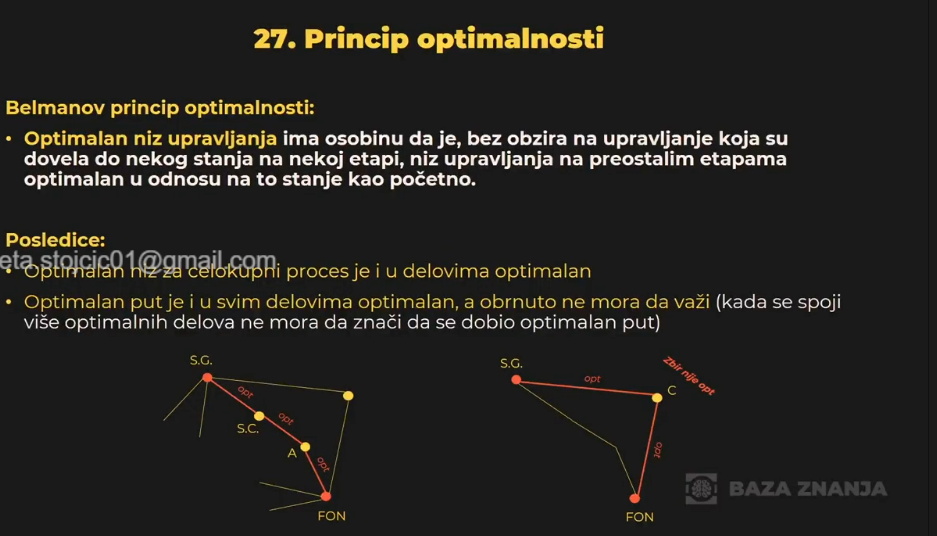 27. Princip optimalnosti
Belmanov princip optimalnosti:
• Optimalan niz upravljanja ima osobinu da je, bez obzira na upravljanje koja su
dovela do nekog stanja na nekoj etapi, niz upravljanja na preostalim etapama
optimalan u odnosu na to stanje kao početno.
Posledice:
eta.stojcic01@gmail.com
• Optimalan niz za celokupni proces je i u delovima optimalan
• Optimalan put je i u svim delovima optimalan, a obrnuto ne mora da važi (kada se spoji
više optimalnih delova ne mora da znači da se dobio optimalan put)
S.G.
opt
S.C.
opt
A
opt
FON
S.G.
opt
Zbir nije opt
C
opt
FON
BAZA ZNANJA